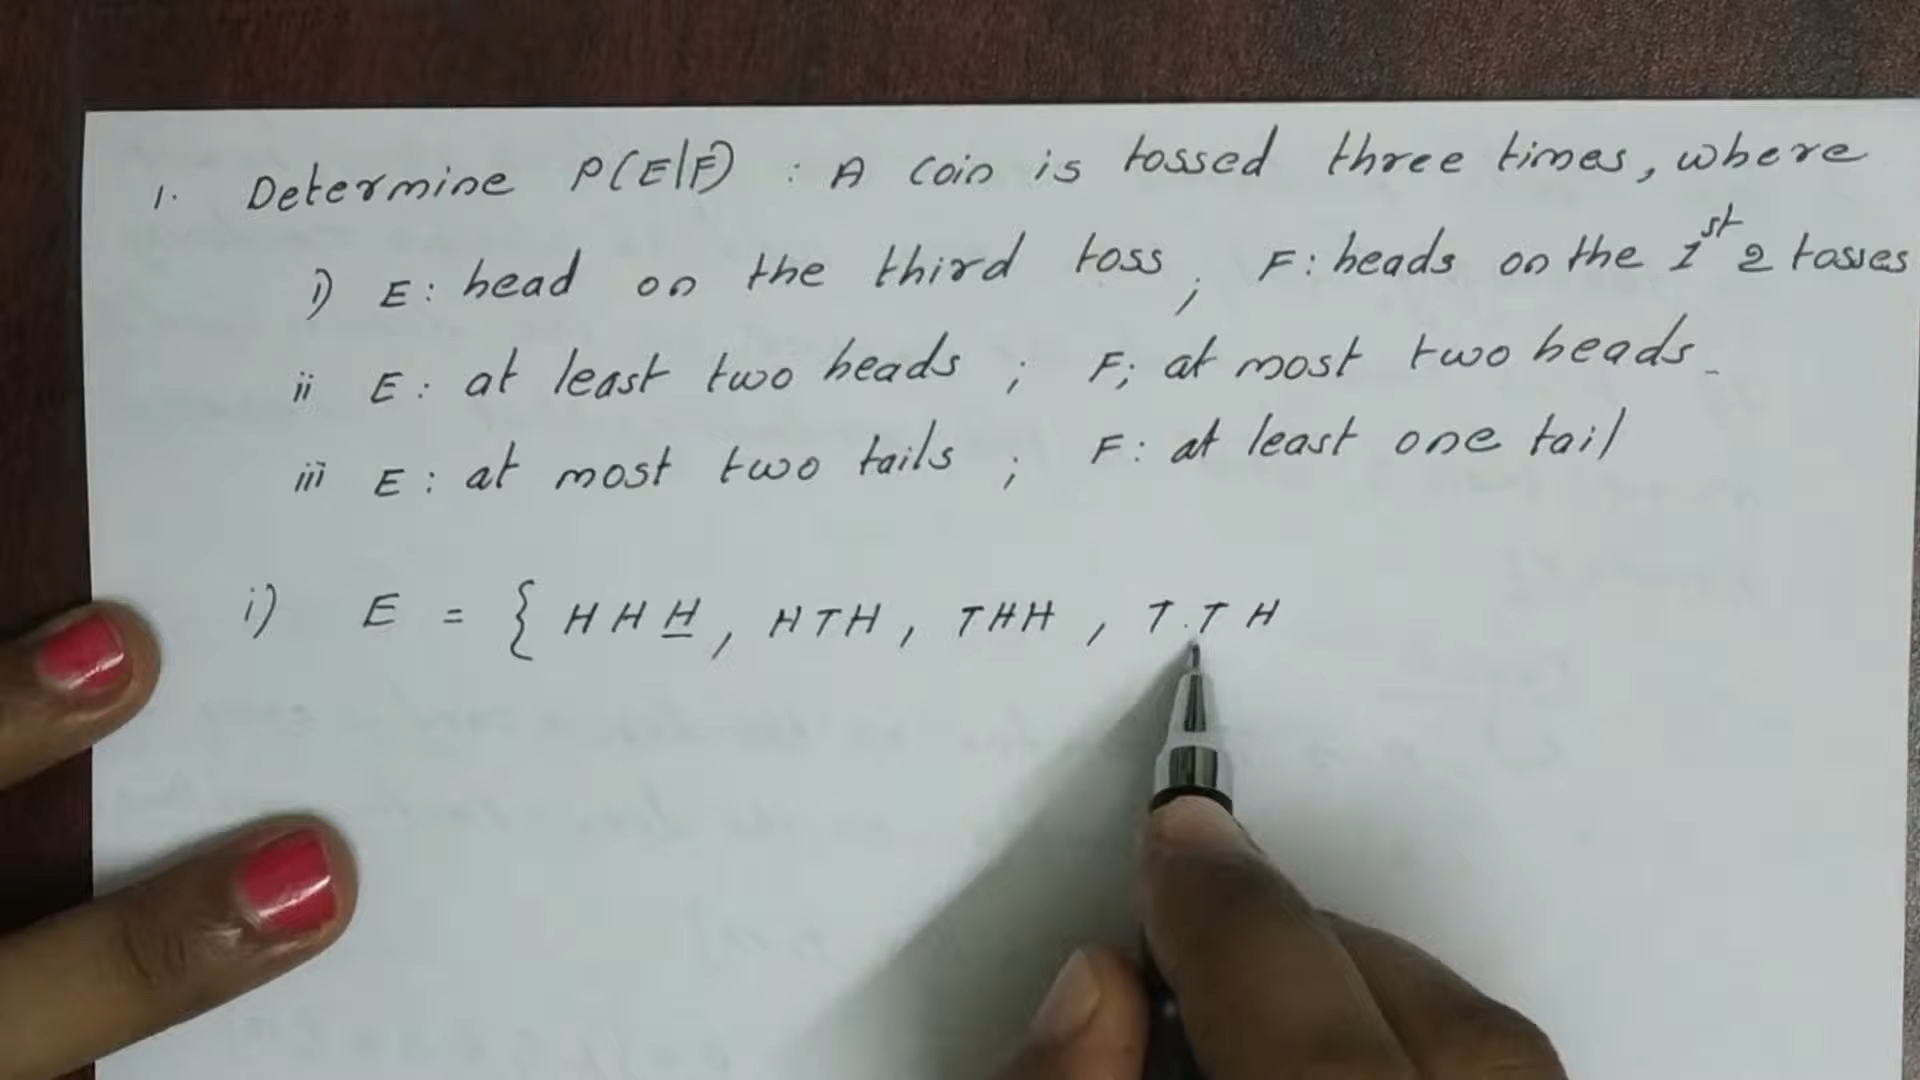 1. Determine P(E|F) : A coin is tossed three times, where
i) E: head on the third toss ; F: heads on the 1st 2 tosses
ii E: at least two heads ; F; at most two heads.
iii E: at most two tails ; F: at least one tail
i) E = { H H H, HTH, THH, T.T H